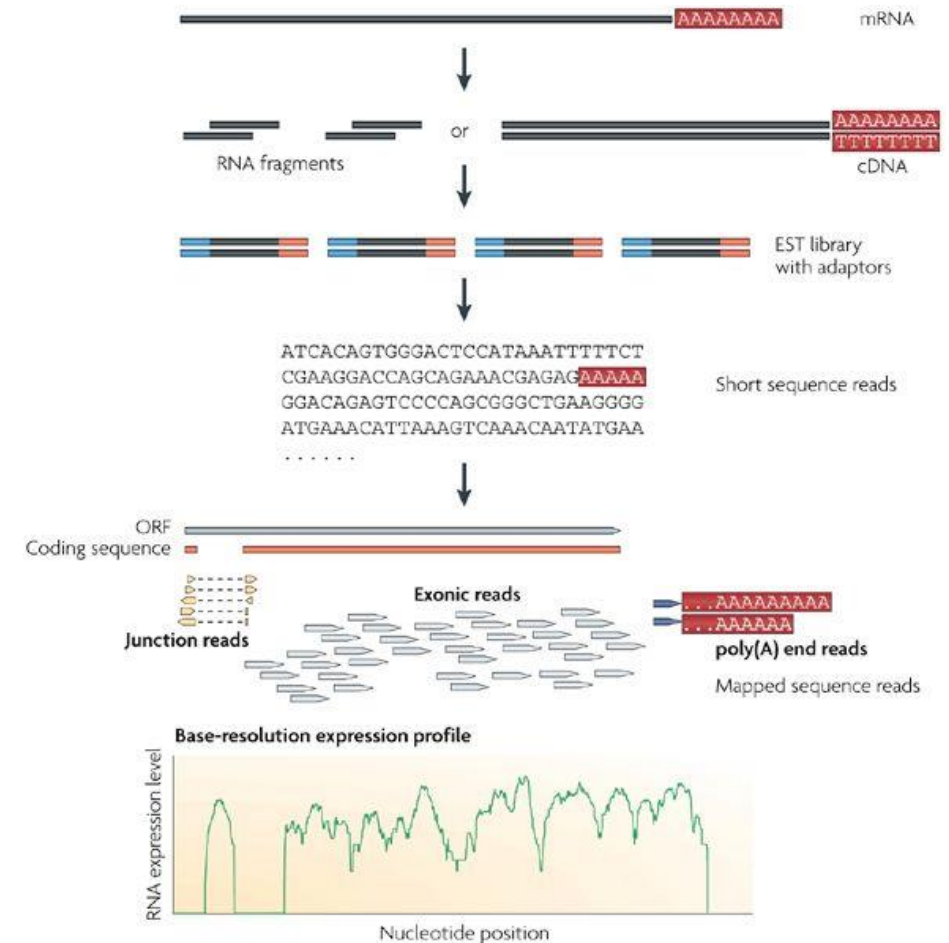 AAAAAAAA mRNA
AAAAAAAA
or
TTTTTTTT
RNA fragments
cDNA
EST library
with adaptors
ATCACAGTGGGACTCCATAAATTTTTCT
CGAAGGACCAGCAGAAACGAGAGAAAAA
Short sequence reads
GGACAGAGTCCCCAGCGGGCTGAAGGGG
ATGAAACATTAAAGTCAAACAATATGAA
. . . . . .
ORF
Coding sequence
Exonic reads
...AAAAAAAAA
...AAAAAA
Junction reads
poly(A) end reads
Mapped sequence reads
Base-resolution expression profile
RNA expression level
Nucleotide position